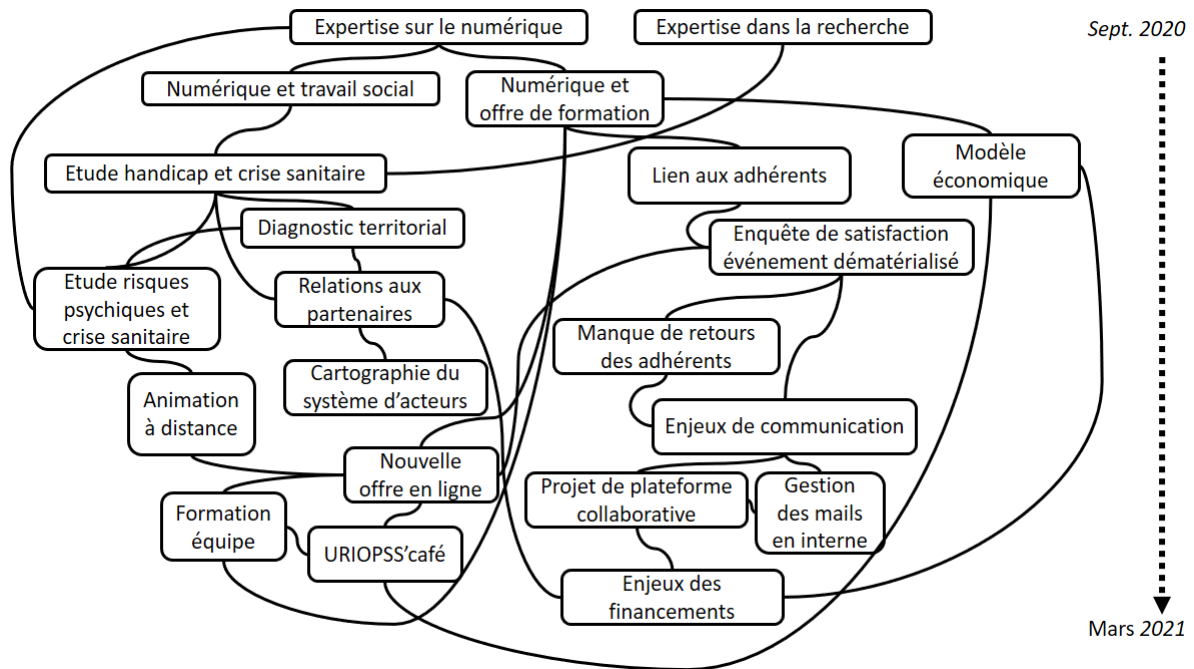 Expertise sur le numérique
Expertise dans la recherche
Sept. 2020
Numérique et travail social
Numérique et
offre de formation
Etude handicap et crise sanitaire
Lien aux adhérents
Modèle
économique
Diagnostic territorial
Enquête de satisfaction
événement dématérialisé
Etude risques
psychiques et
crise sanitaire
Relations aux
partenaires
Manque de retours
des adhérents
Cartographie du
système d’acteurs
Animation
à distance
Enjeux de communication
Nouvelle
offre en ligne
Projet de plateforme
collaborative
Gestion
des mails
en interne
Formation
équipe
URIOPSS’café
Enjeux des
financements
Mars 2021